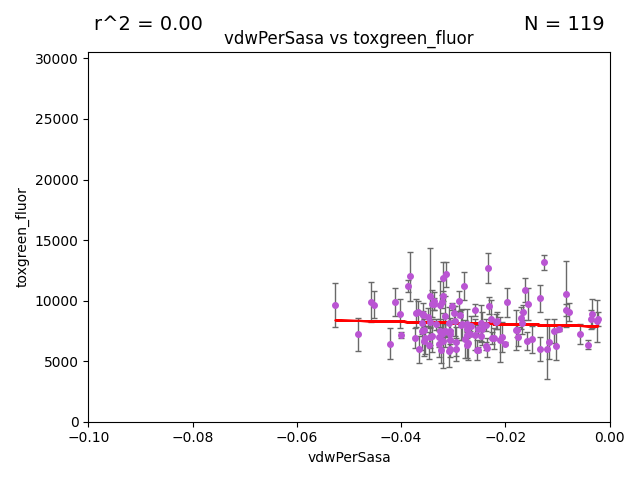 r^2 = 0.00
N = 119
vdwPerSasa vs toxgreen_fluor
30000
25000
20000
15000
10000
5000
0
toxgreen_fluor
−0.10
−0.08
−0.06
−0.04
−0.02
0.00
vdwPerSasa